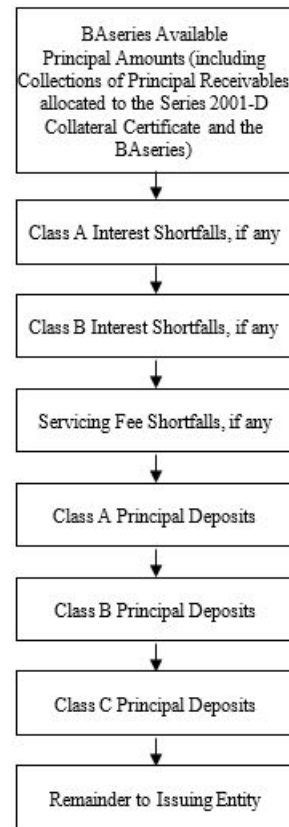 BAseries Available
Principal Amounts (including
Collections of Principal Receivables
allocated to the Series 2001-D
Collateral Certificate and the
BAseries)
Class A Interest Shortfalls, if any
Class B Interest Shortfalls, if any
Servicing Fee Shortfalls, if any
Class A Principal Deposits
Class B Principal Deposits
Class C Principal Deposits
Remainder to Issuing Entity